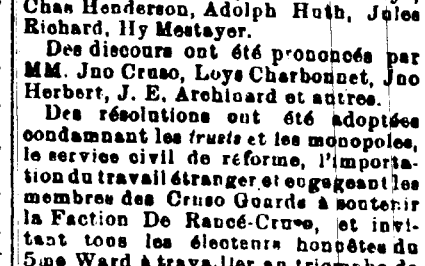 Chas Henderson, Adolph Huth, Jules
Richard, Hy Mestayer.
Des discours ont été prononcés par
MM. Jno Cruso, Loys Charbonnet, Jno
Herbert, J. E. Archinard et autres.
Des résolutions ont été adoptées
condamnant les trusts et les monopoles,
le service civil de réforme, l'importa-
tion du travail étranger et engageant les
membres des Cruso Guards à soutenir
la Faction De Rancé-Cruso, et invi-
tant tous les électeurs honnêtes du
5me Ward à travailler au triomphe de